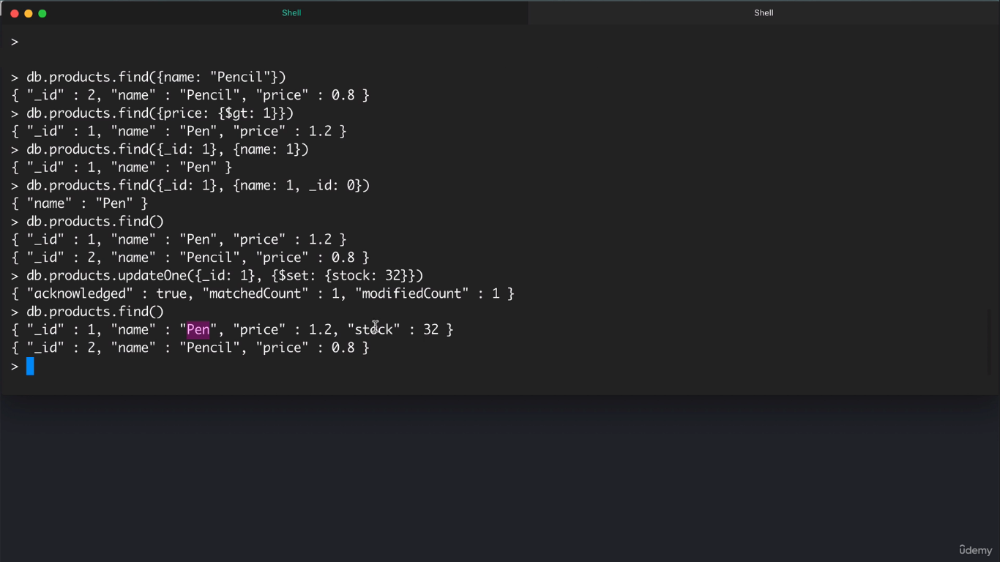 Shell Shell
>
> db.products.find({name: "Pencil"})
{ "_id" : 2, "name" : "Pencil", "price" : 0.8 }
> db.products.find({price: {$gt: 1}})
{ "_id" : 1, "name" : "Pen", "price" : 1.2 }
> db.products.find({_id: 1}, {name: 1})
{ "_id" : 1, "name" : "Pen" }
> db.products.find({_id: 1}, {name: 1, _id: 0})
{ "name" : "Pen" }
> db.products.find()
{ "_id" : 1, "name" : "Pen", "price" : 1.2 }
{ "_id" : 2, "name" : "Pencil", "price" : 0.8 }
> db.products.updateOne({_id: 1}, {$set: {stock: 32}})
{ "acknowledged" : true, "matchedCount" : 1, "modifiedCount" : 1 }
> db.products.find()
{ "_id" : 1, "name" : "Pen", "price" : 1.2, "stock" : 32 }
{ "_id" : 2, "name" : "Pencil", "price" : 0.8 }
>
ûdemy